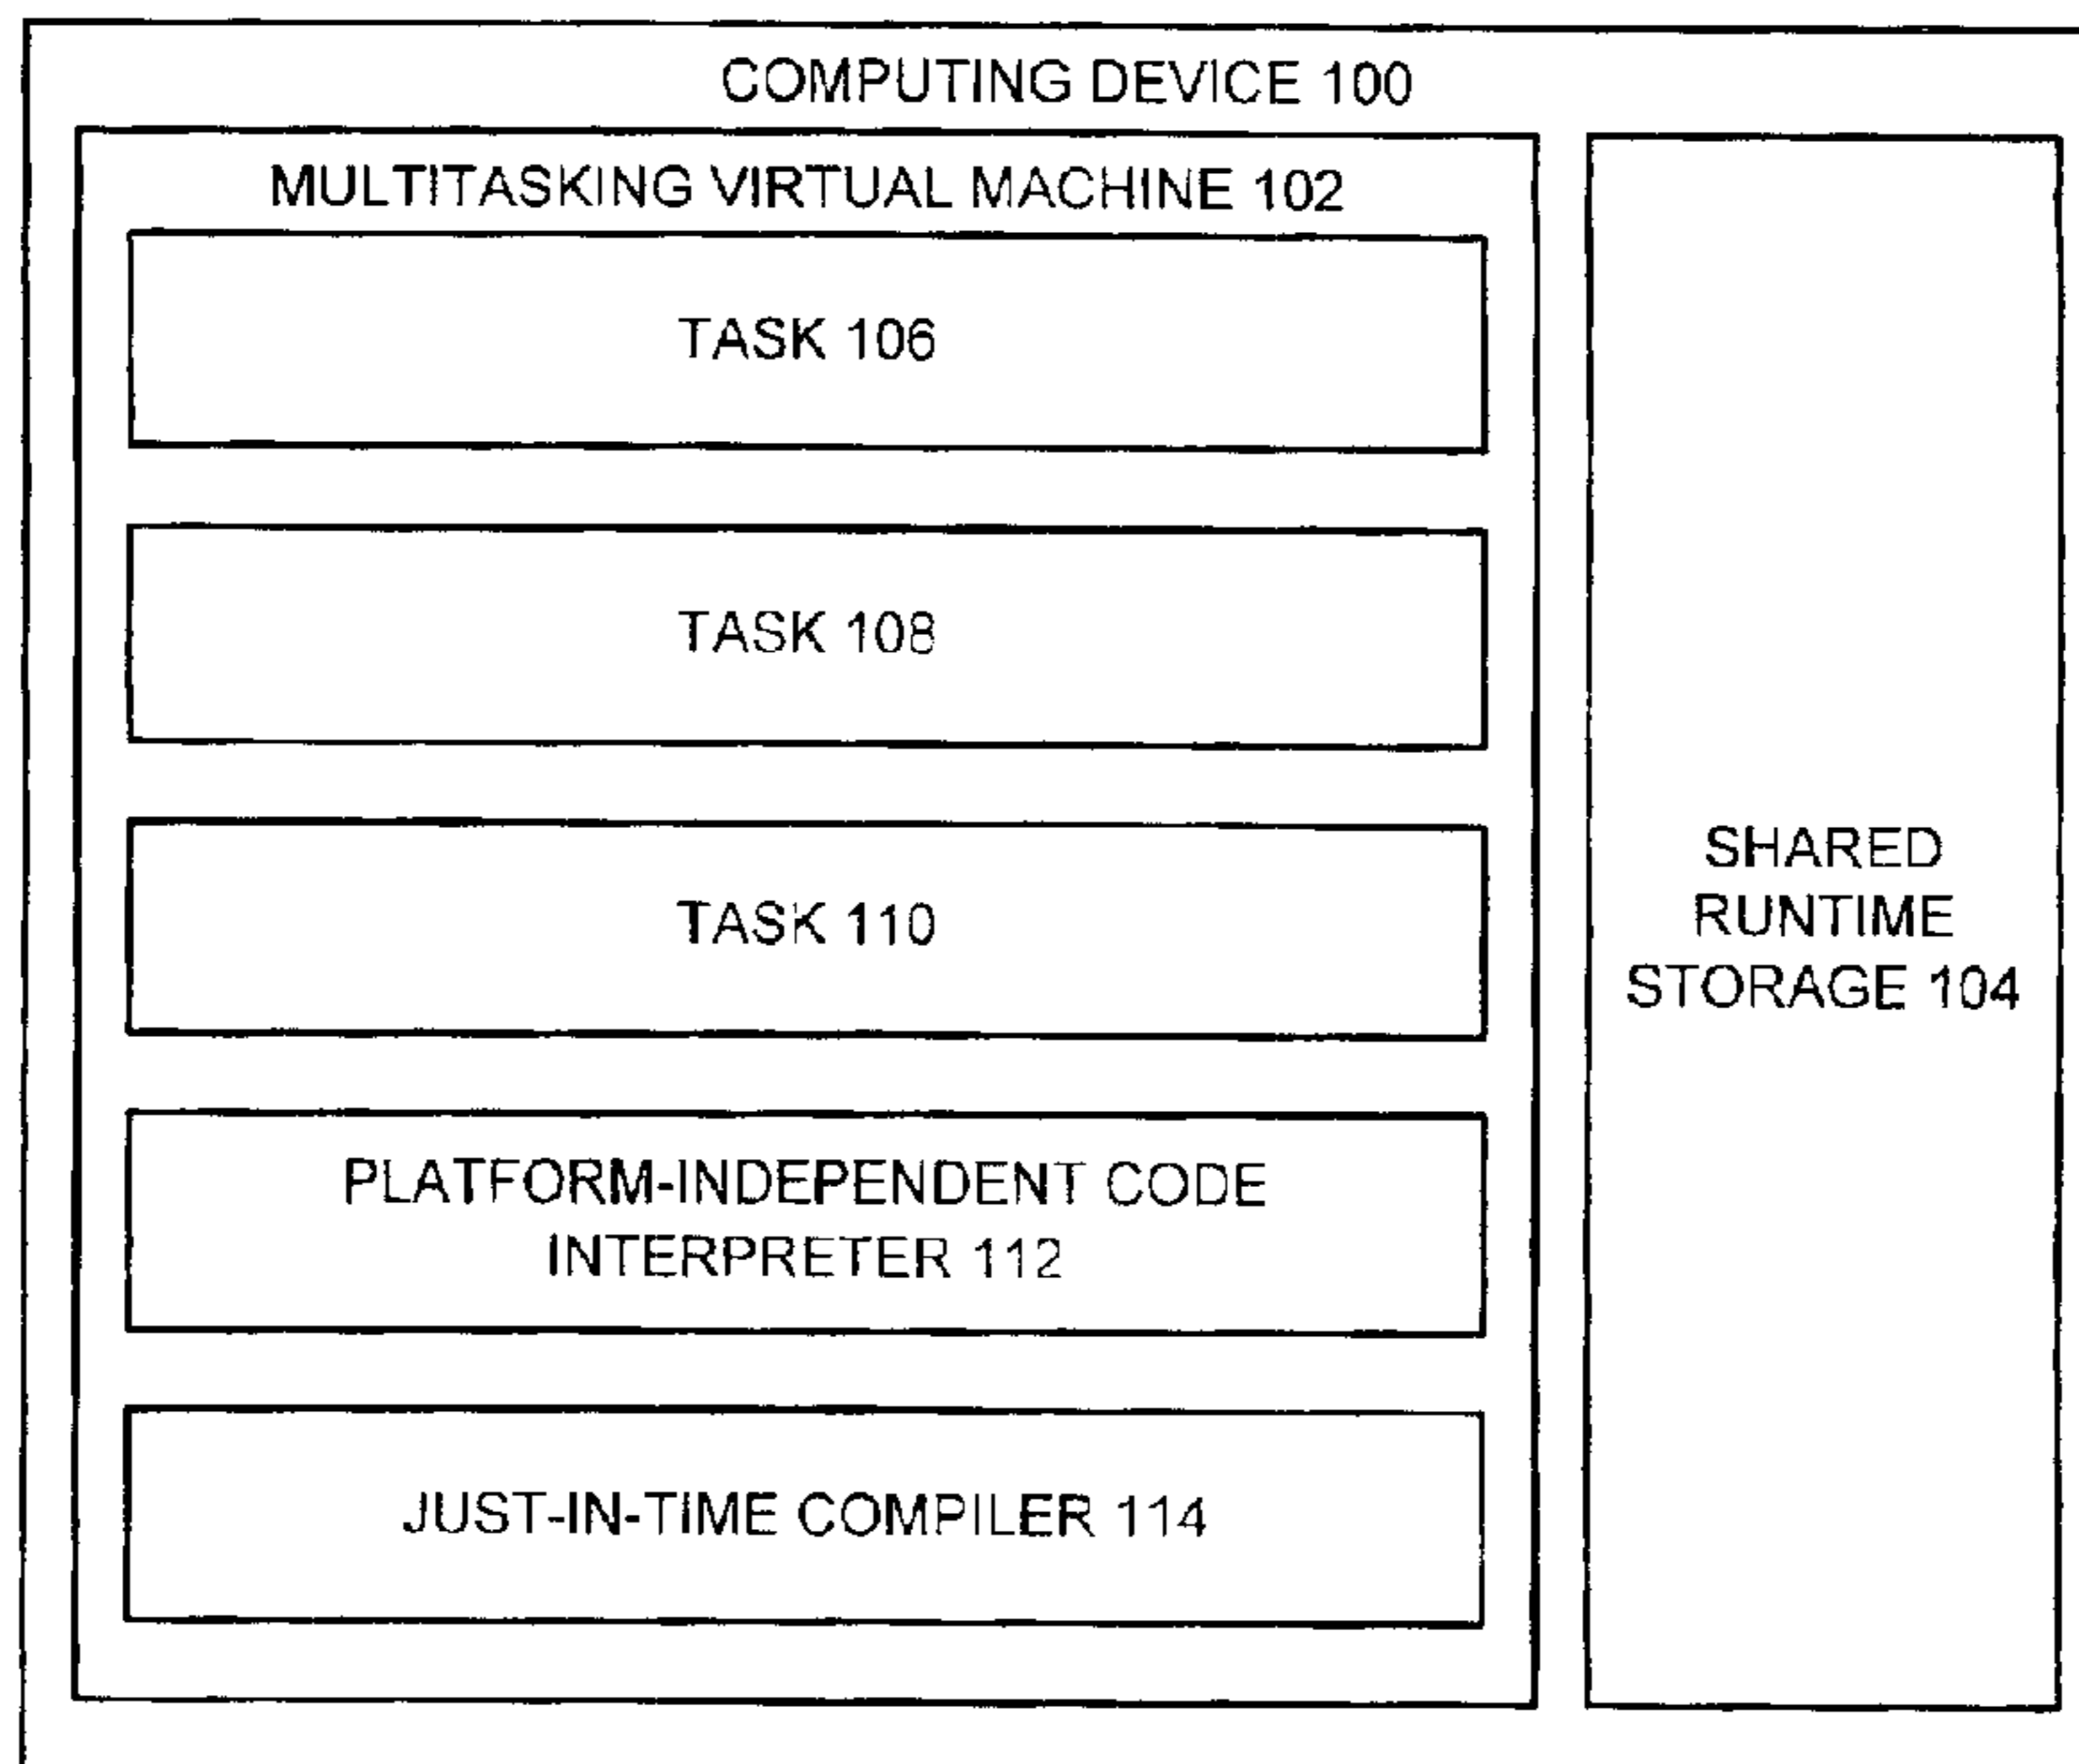 COMPUTING DEVICE 100
MULTITASKING VIRTUAL MACHINE 102
TASK 106
TASK 108
TASK 110
PLATFORM-INDEPENDENT CODE
INTERPRETER 112
JUST-IN-TIME COMPILER 114
SHARED
RUNTIME
STORAGE 104